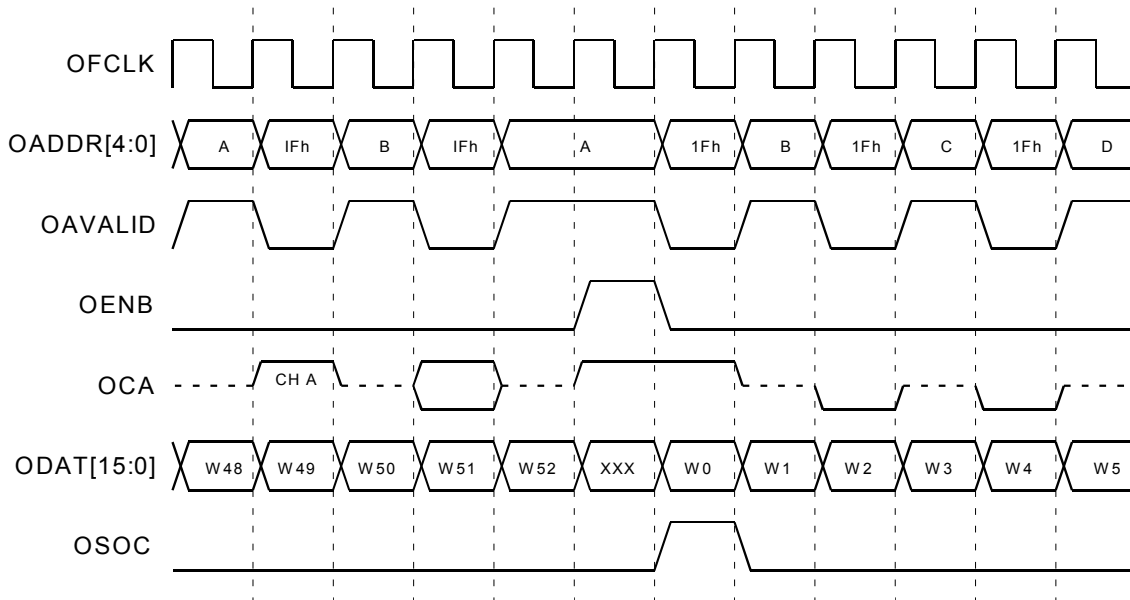 OFCLK
OADDR[4:0] A IFh B IFh A 1Fh B 1Fh C 1Fh D
OAVALID
OENB
OCA CH A
ODAT[15:0] W48 W49 W50 W51 W52 XXX W0 W1 W2 W3 W4 W5
OSOC